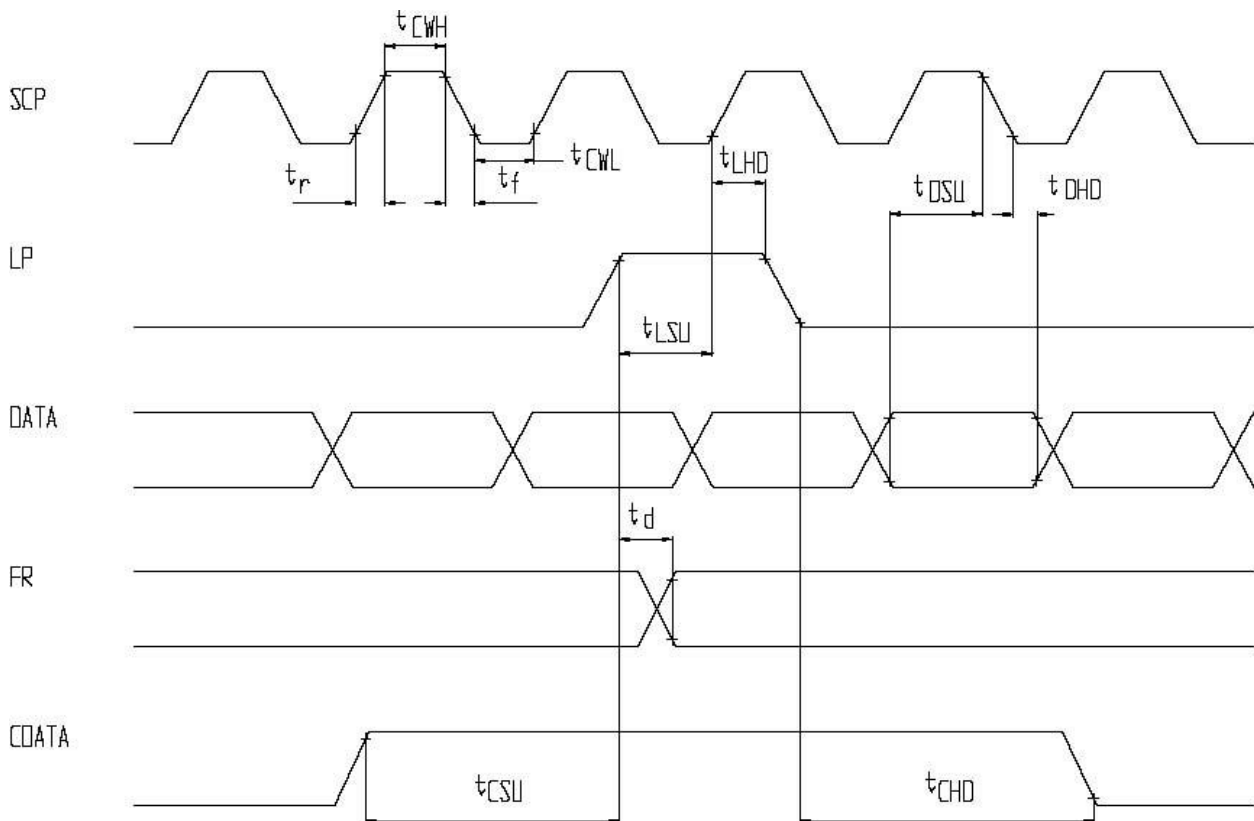 tCWH
SCP
tCWL
tr
tf
tLHD
tDSU
tDHD
LP
tLSU
DATA
td
FR
CDATA
tCSU
tCHD